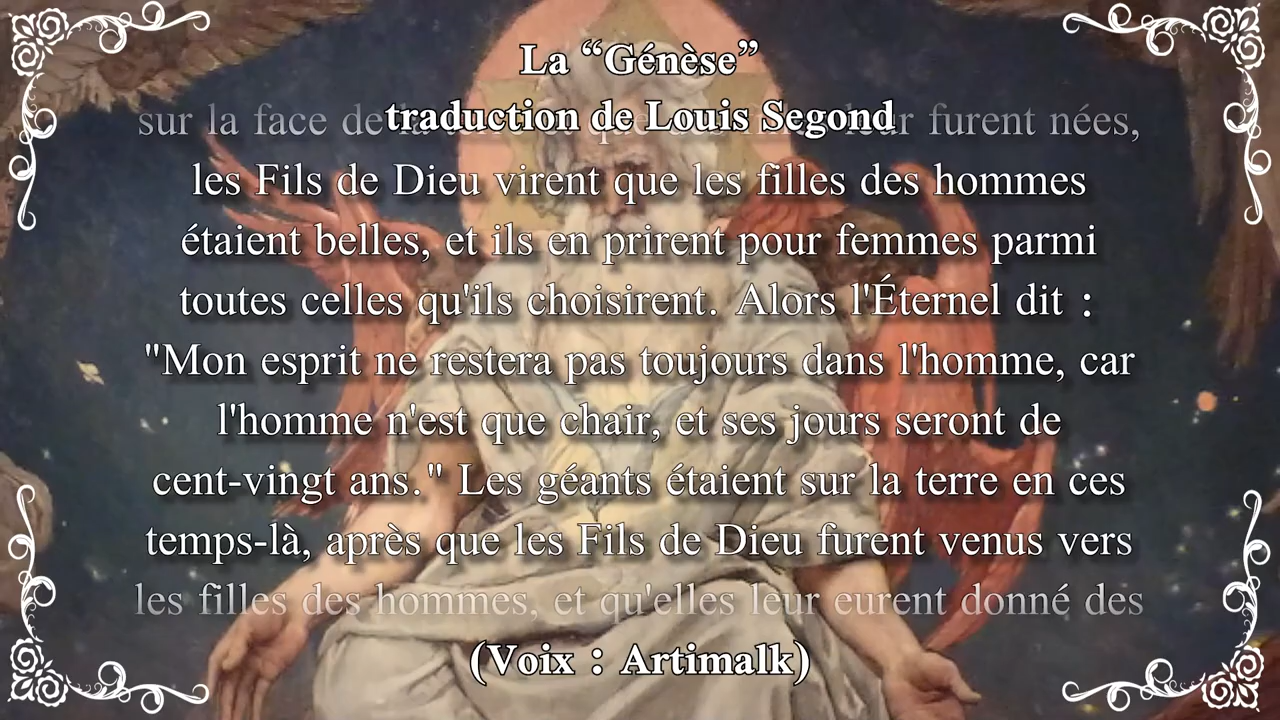 La “Génèse”
traduction de Louis Segond
sur la face de furent nées,
les Fils de Dieu virent que les filles des hommes
étaient belles, et ils en prirent pour femmes parmi
toutes celles qu'ils choisirent. Alors l'Éternel dit :
"Mon esprit ne restera pas toujours dans l'homme, car
l'homme n'est que chair, et ses jours seront de
cent-vingt ans." Les géants étaient sur la terre en ces
temps-là, après que les Fils de Dieu furent venus vers
les filles des hommes, et qu'elles leur eurent donné des
(Voix : Artimalk)